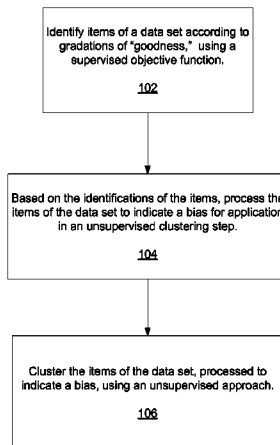 Identify items of a data set according to
gradations of "goodness," using a
supervised objective function.
102
Based on the identifications of the items, process the
items of the data set to indicate a bias for application
in an unsupervised clustering step.
104
Cluster the items of the data set, processed to
indicate a bias, using an unsupervised approach.
106